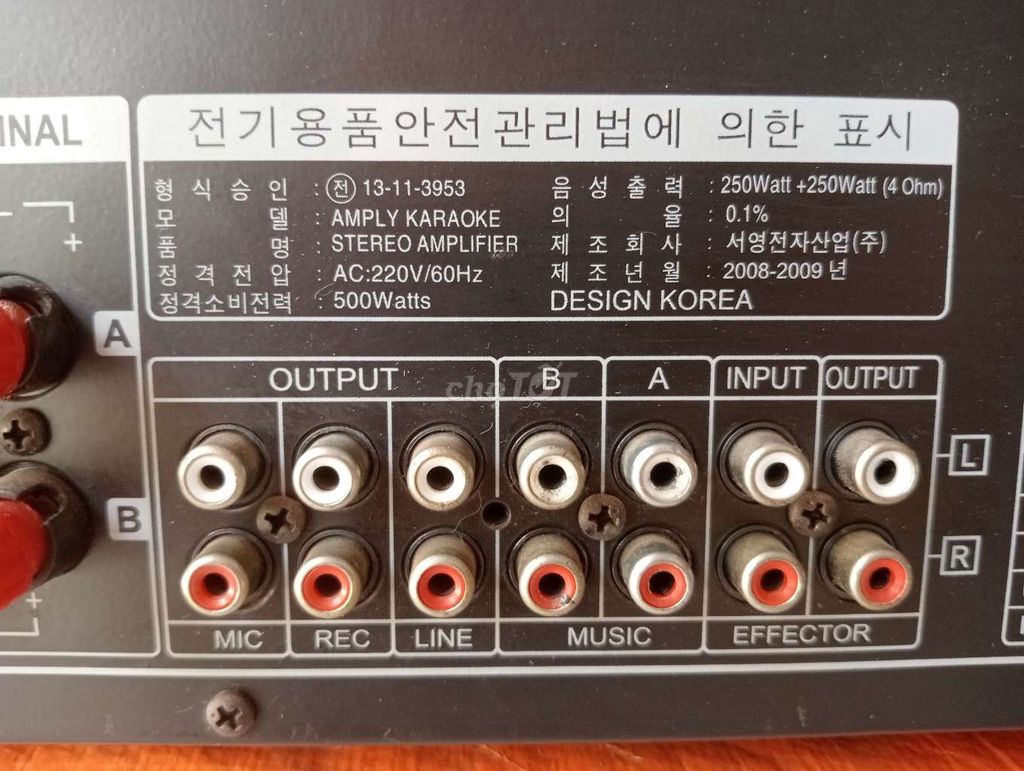 INAL
전기용품안전관리법에 의한 표시
형식승인 : 전 13-11-3953
모델 : AMPLY KARAOKE
품명 : STEREO AMPLIFIER
정격전압 : AC:220V/60Hz
정격소비전력 : 500Watts
음성출력 : 250Watt +250Watt (4 Ohm)
의율 : 0.1%
제조회사 : 서영전자산업(주)
제조년월 : 2008-2009 년
DESIGN KOREA
- +
A
B
+
OUTPUT B A INPUT OUTPUT
choTOT
L
R
MIC REC LINE MUSIC EFFECTOR